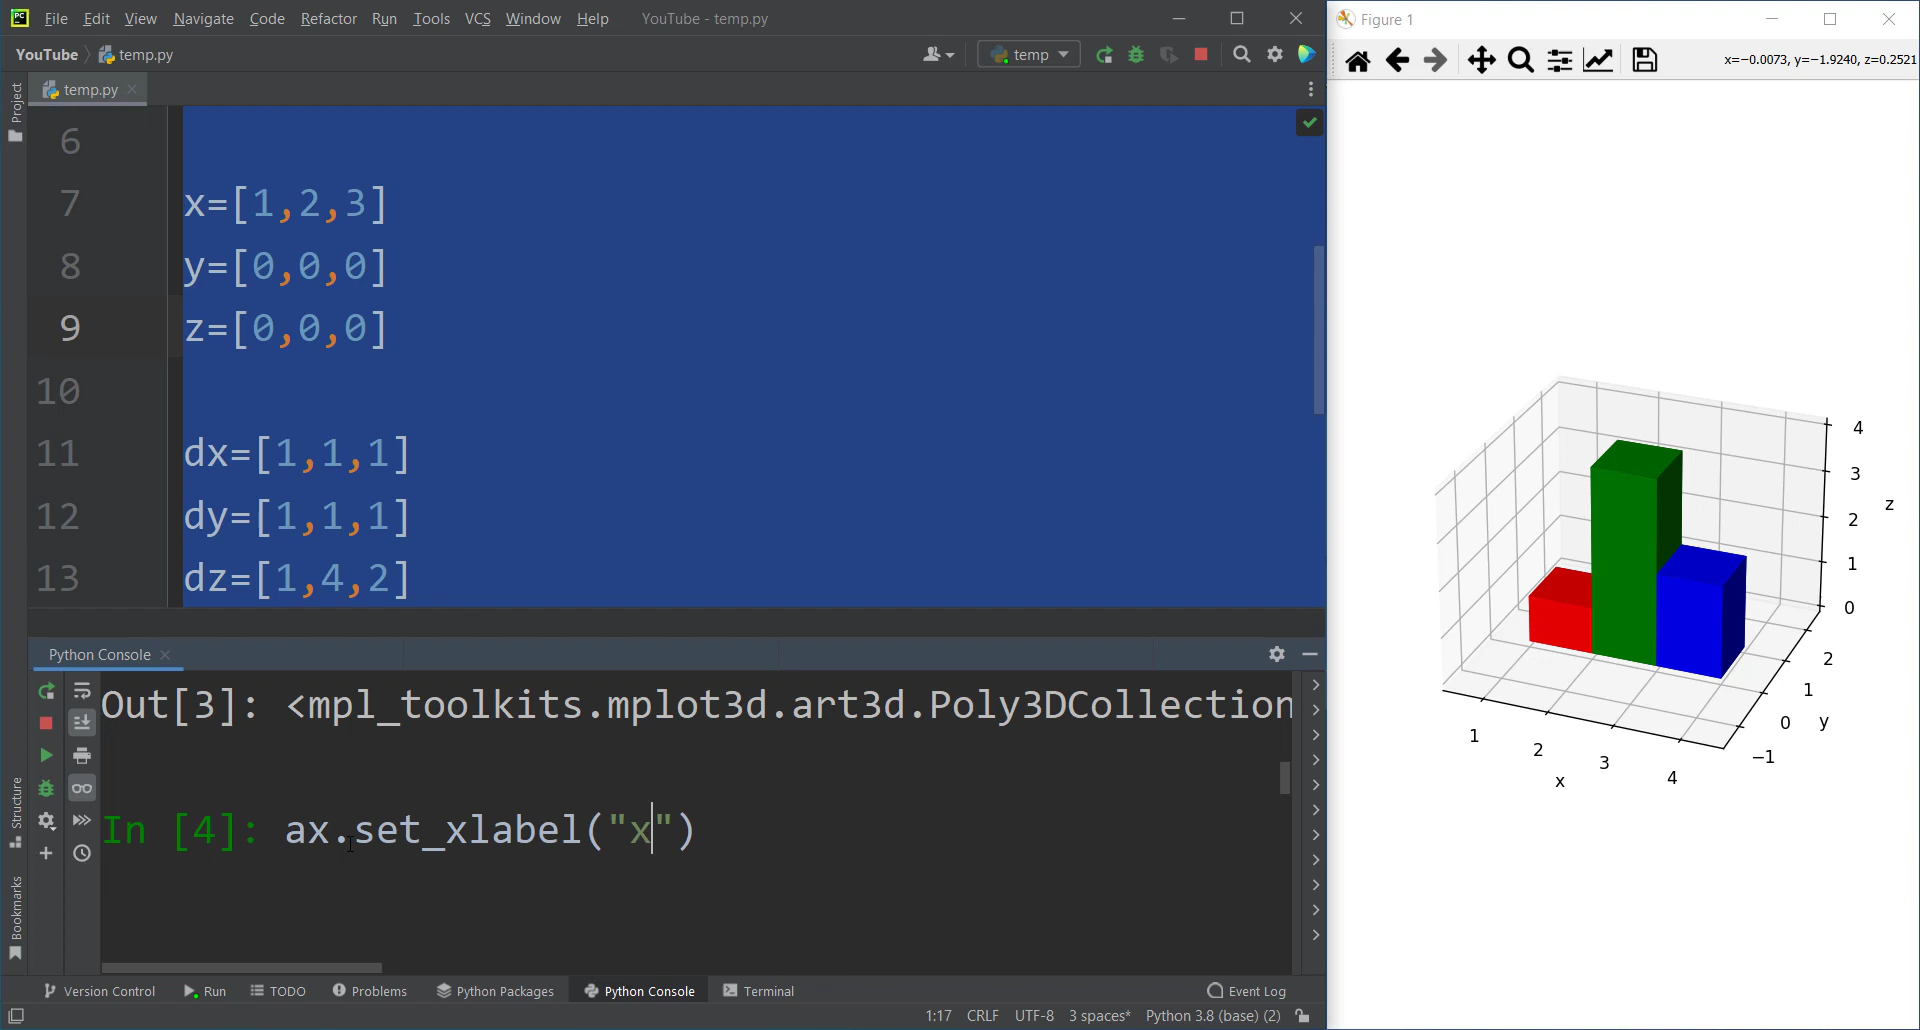 PC File Edit View Navigate Code Refactor Run Tools VCS Window Help YouTube - temp.py
YouTube temp.py
temp
temp.py
Project
6
7 x=[1,2,3]
8 y=[0,0,0]
9 z=[0,0,0]
10
11 dx=[1,1,1]
12 dy=[1,1,1]
13 dz=[1,4,2]
Python Console
Out[3]: <mpl_toolkits.mplot3d.art3d.Poly3DCollection
In [4]: ax.set_xlabel("x")
Structure
Bookmarks
Version Control Run TODO Problems Python Packages Python Console Terminal Event Log
1:17 CRLF UTF-8 3 spaces* Python 3.8 (base) (2)
Figure 1
x=−0.0073, y=−1.9240, z=0.2521
4
3
z
2
1
0
2
1
0 y
−1
1
2
3
4
x